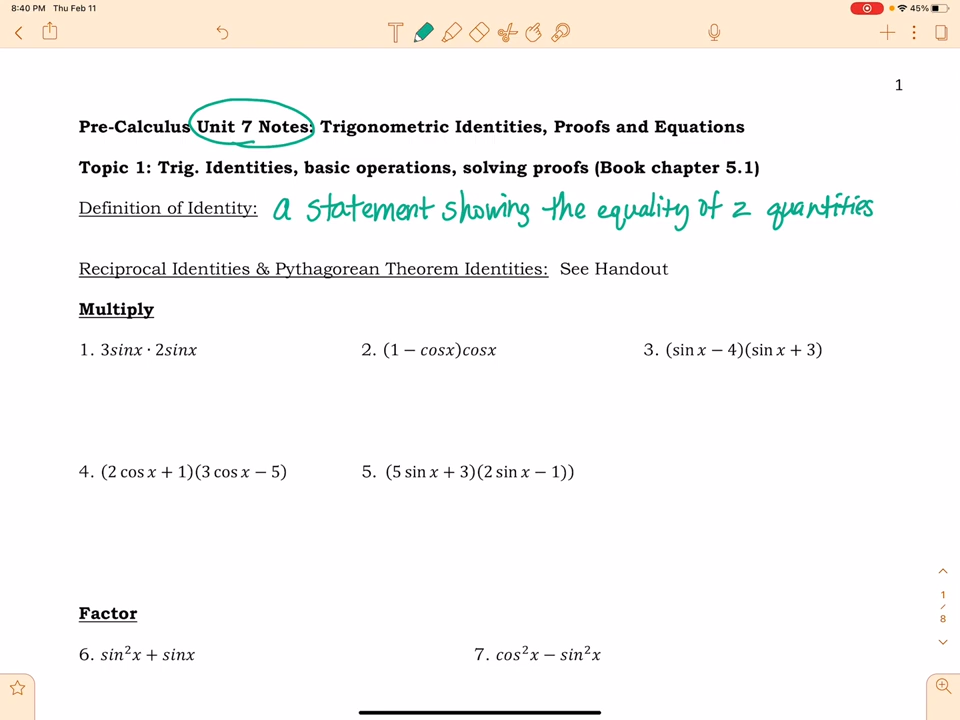 8:40 PM Thu Feb 11
45%
1
Pre-Calculus Unit 7 Notes: Trigonometric Identities, Proofs and Equations
Topic 1: Trig. Identities, basic operations, solving proofs (Book chapter 5.1)
Definition of Identity: a statement showing the equality of 2 quantities
Reciprocal Identities & Pythagorean Theorem Identities: See Handout
Multiply
1. 3sinx · 2sinx 2. (1 − cosx)cosx 3. (sin x − 4)(sin x + 3)
4. (2 cos x + 1)(3 cos x − 5) 5. (5 sin x + 3)(2 sin x − 1))
Factor
6. sin²x + sinx 7. cos²x − sin²x
1
/
8